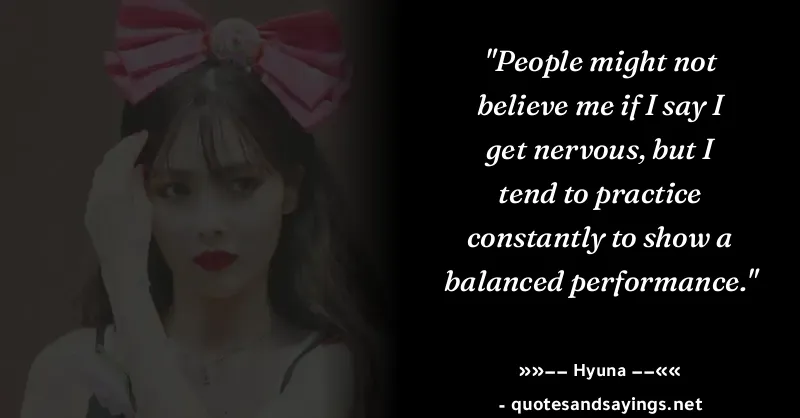 "People might not
believe me if I say I
get nervous, but I
tend to practice
constantly to show a
balanced performance."
»»−− Hyuna −−««
- quotesandsayings.net